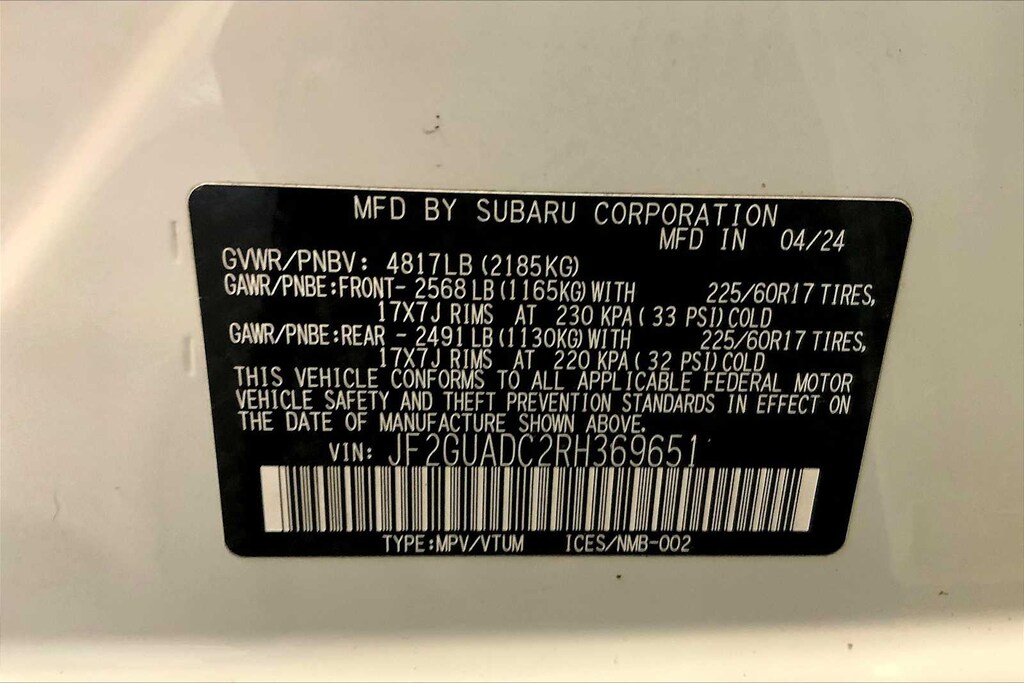 MFD BY SUBARU CORPORATION
MFD IN 04/24
GVWR/PNBV: 4817LB (2185KG)
GAWR/PNBE:FRONT- 2568 LB (1165KG) WITH 225/60R17 TIRES,
17X7J RIMS AT 230 KPA ( 33 PSI) COLD
GAWR/PNBE:REAR - 2491 LB (1130KG) WITH 225/60R17 TIRES,
17X7J RIMS AT 220 KPA ( 32 PSI) COLD
THIS VEHICLE CONFORMS TO ALL APPLICABLE FEDERAL MOTOR
VEHICLE SAFETY AND THEFT PREVENTION STANDARDS IN EFFECT ON
THE DATE OF MANUFACTURE SHOWN ABOVE.
VIN: JF2GUADC2RH369651
TYPE:MPV/VTUM ICES/NMB-002